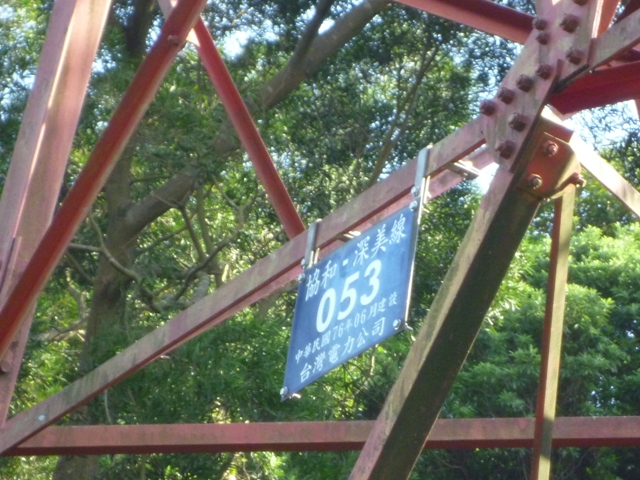 協和-深美線
053
中華民國76年06月建設
台灣電力公司